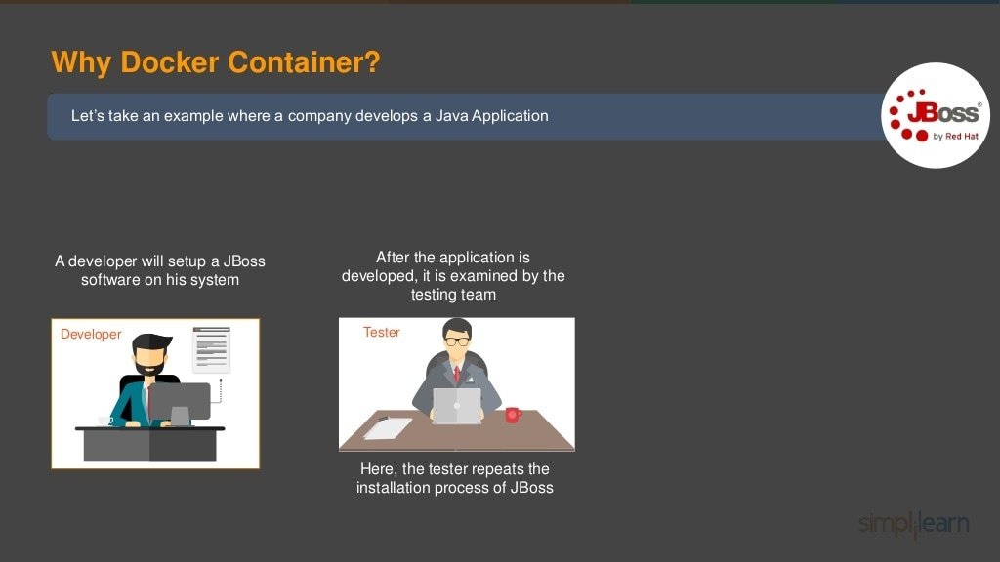 Why Docker Container?
Let's take an example where a company develops a Java Application
JBoss®
by Red Hat
A developer will setup a JBoss
software on his system
Developer
After the application is
developed, it is examined by the
testing team
Tester
Here, the tester repeats the
installation process of JBoss
simplilearn